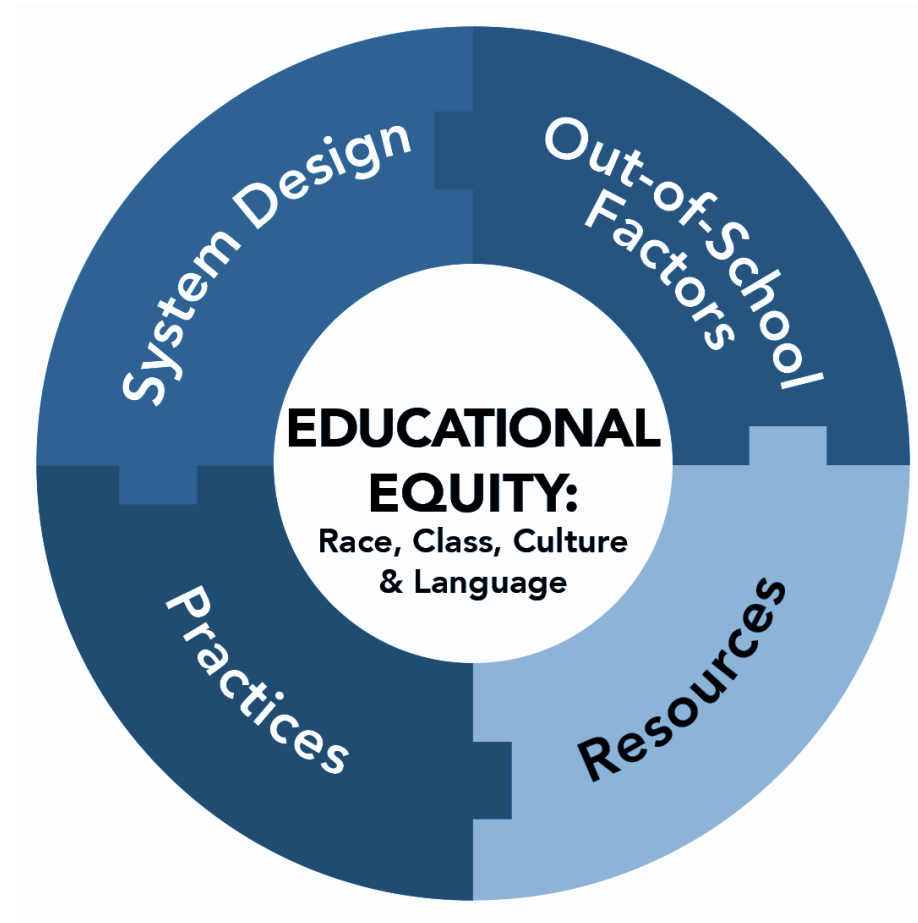 System Design
Out-of-School
Factors
EDUCATIONAL
EQUITY:
Race, Class, Culture
& Language
Practices
Resources